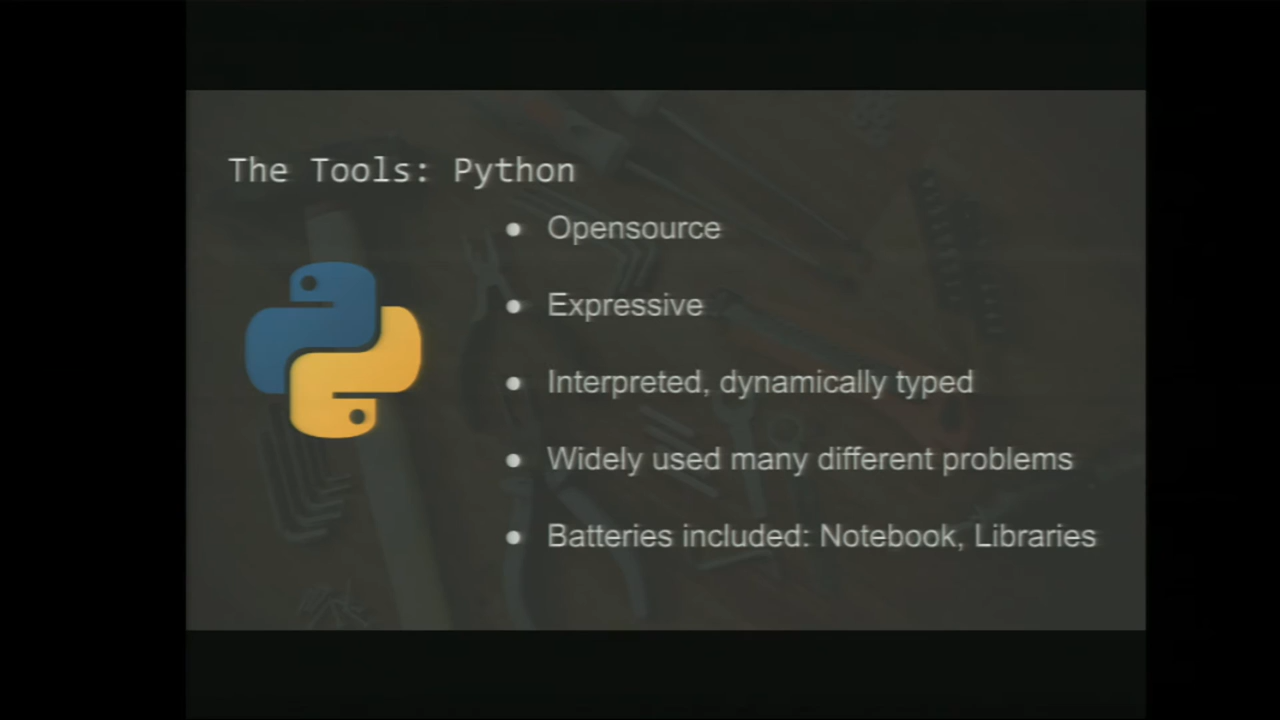 The Tools: Python
● Opensource
● Expressive
● Interpreted, dynamically typed
● Widely used many different problems
● Batteries included: Notebook, Libraries